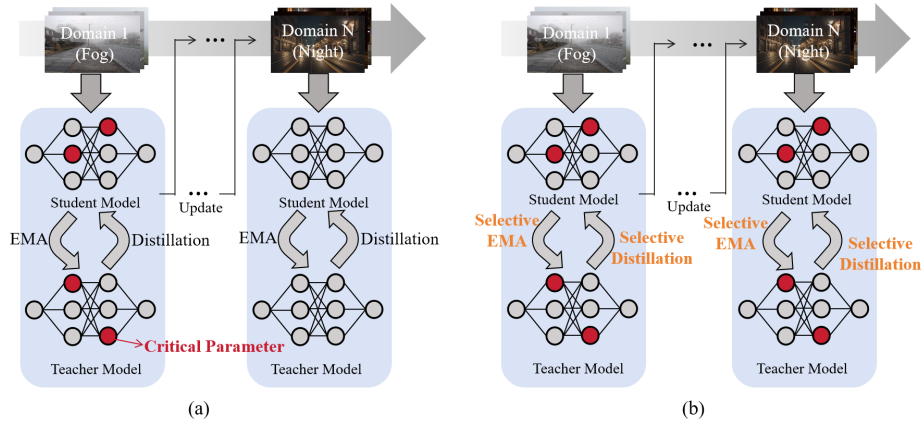 Domain 1
(Fog)
...
Domain N
(Night)
Student Model
...
Update
Student Model
EMA
Distillation
EMA
Distillation
Critical Parameter
Teacher Model
Teacher Model
(a)
Domain 1
(Fog)
...
Domain N
(Night)
Student Model
...
Update
Student Model
Selective
EMA
Selective
Distillation
Selective
EMA
Selective
Distillation
Teacher Model
Teacher Model
(b)